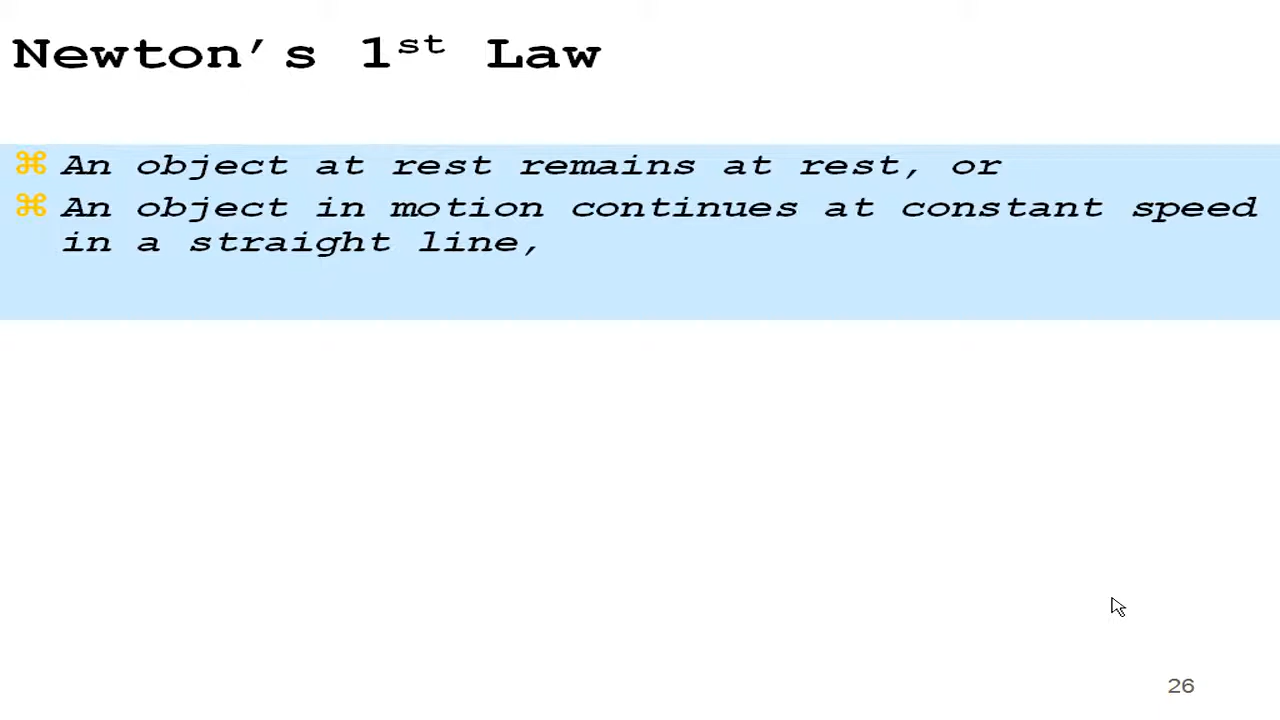 Newton’s 1st Law
⌘ An object at rest remains at rest, or
⌘ An object in motion continues at constant speed
in a straight line,
26